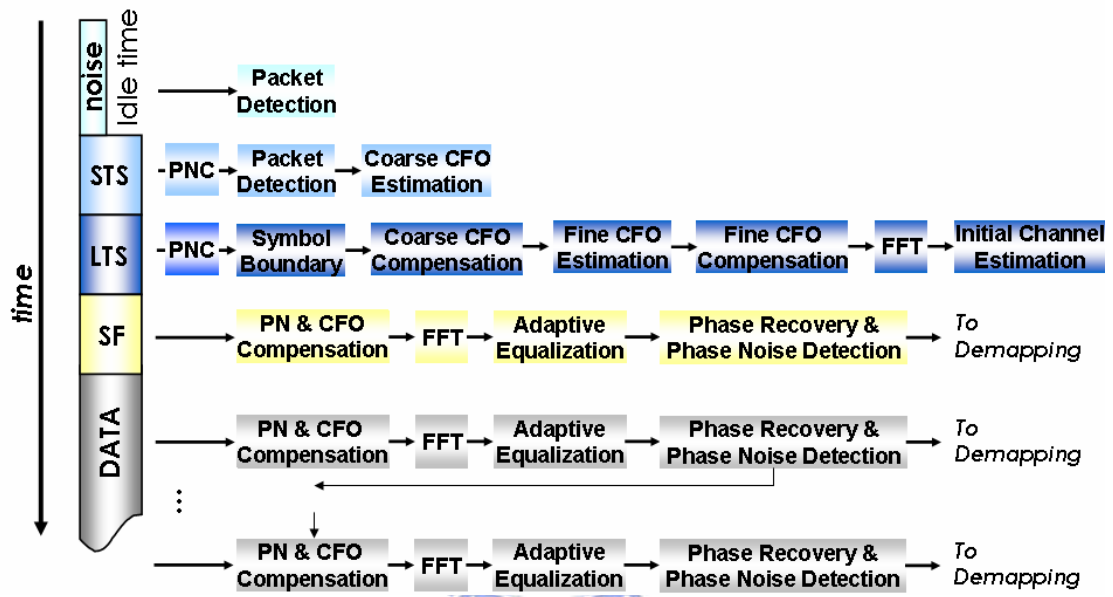 noise
Idle time
Packet
Detection
STS
PNC
Packet
Detection
Coarse CFO
Estimation
LTS
PNC
Symbol
Boundary
Coarse CFO
Compensation
Fine CFO
Estimation
Fine CFO
Compensation
FFT
Initial Channel
Estimation
time
SF
PN & CFO
Compensation
FFT
Adaptive
Equalization
Phase Recovery &
Phase Noise Detection
To
Demapping
DATA
PN & CFO
Compensation
FFT
Adaptive
Equalization
Phase Recovery &
Phase Noise Detection
To
Demapping
...
PN & CFO
Compensation
FFT
Adaptive
Equalization
Phase Recovery &
Phase Noise Detection
To
Demapping